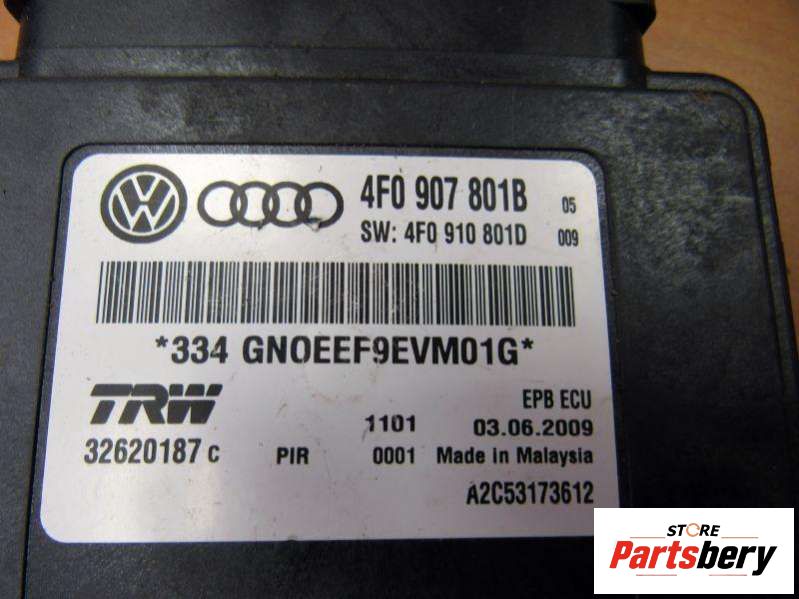 4F0 907 801B 05
SW: 4F0 910 801D 009
*334 GN0EEF9EVM01G*
TRW EPB ECU
1101 03.06.2009
32620187 C PIR 0001 Made in Malaysia
A2C53173612
STORE
Partsbery